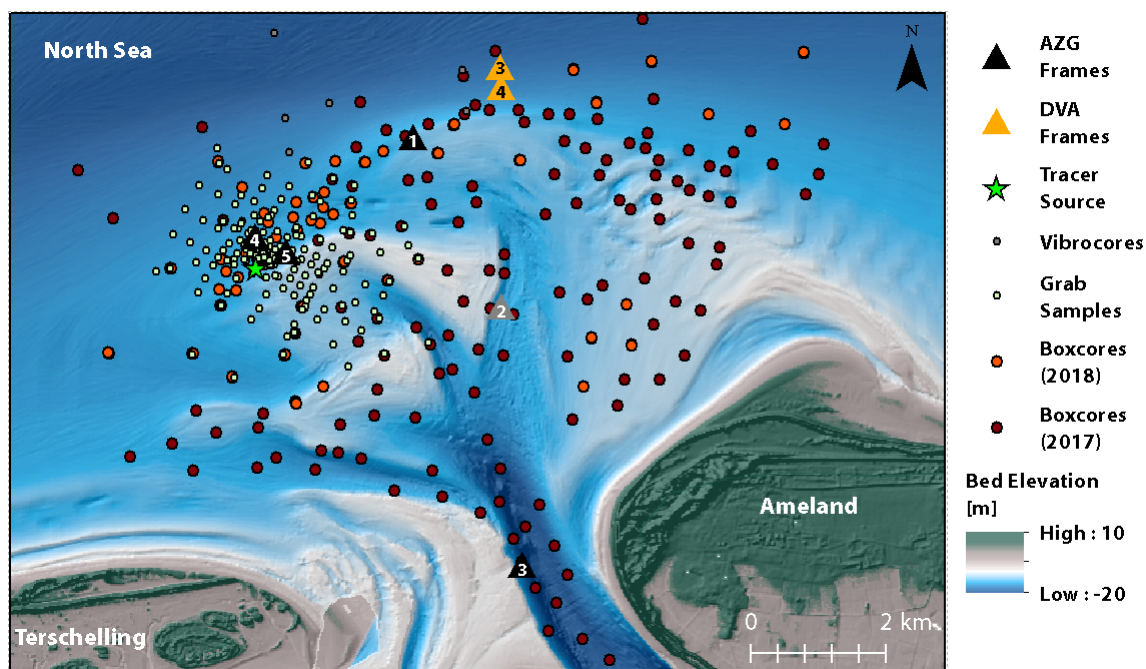 North Sea
N
3
4
1
4
5
2
3
Ameland
Terschelling
0 2 km
AZG
Frames
DVA
Frames
Tracer
Source
Vibrocores
Grab
Samples
Boxcores
(2018)
Boxcores
(2017)
Bed Elevation
[m]
High : 10
Low : -20